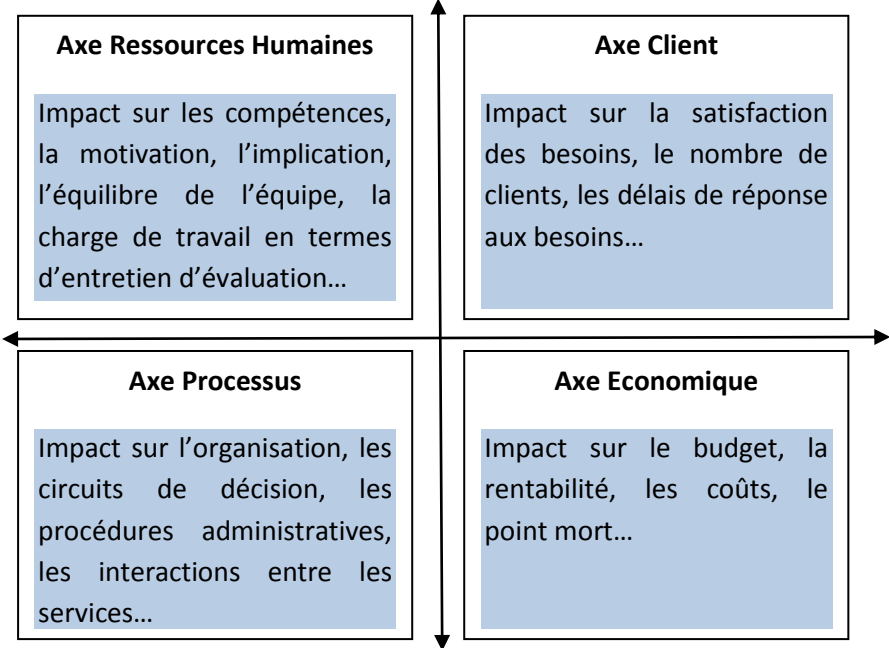 Axe Ressources Humaines
Impact sur les compétences,
la motivation, l’implication,
l’équilibre de l’équipe, la
charge de travail en termes
d’entretien d’évaluation…
Axe Client
Impact sur la satisfaction
des besoins, le nombre de
clients, les délais de réponse
aux besoins…
Axe Processus
Impact sur l’organisation, les
circuits de décision, les
procédures administratives,
les interactions entre les
services…
Axe Economique
Impact sur le budget, la
rentabilité, les coûts, le
point mort…